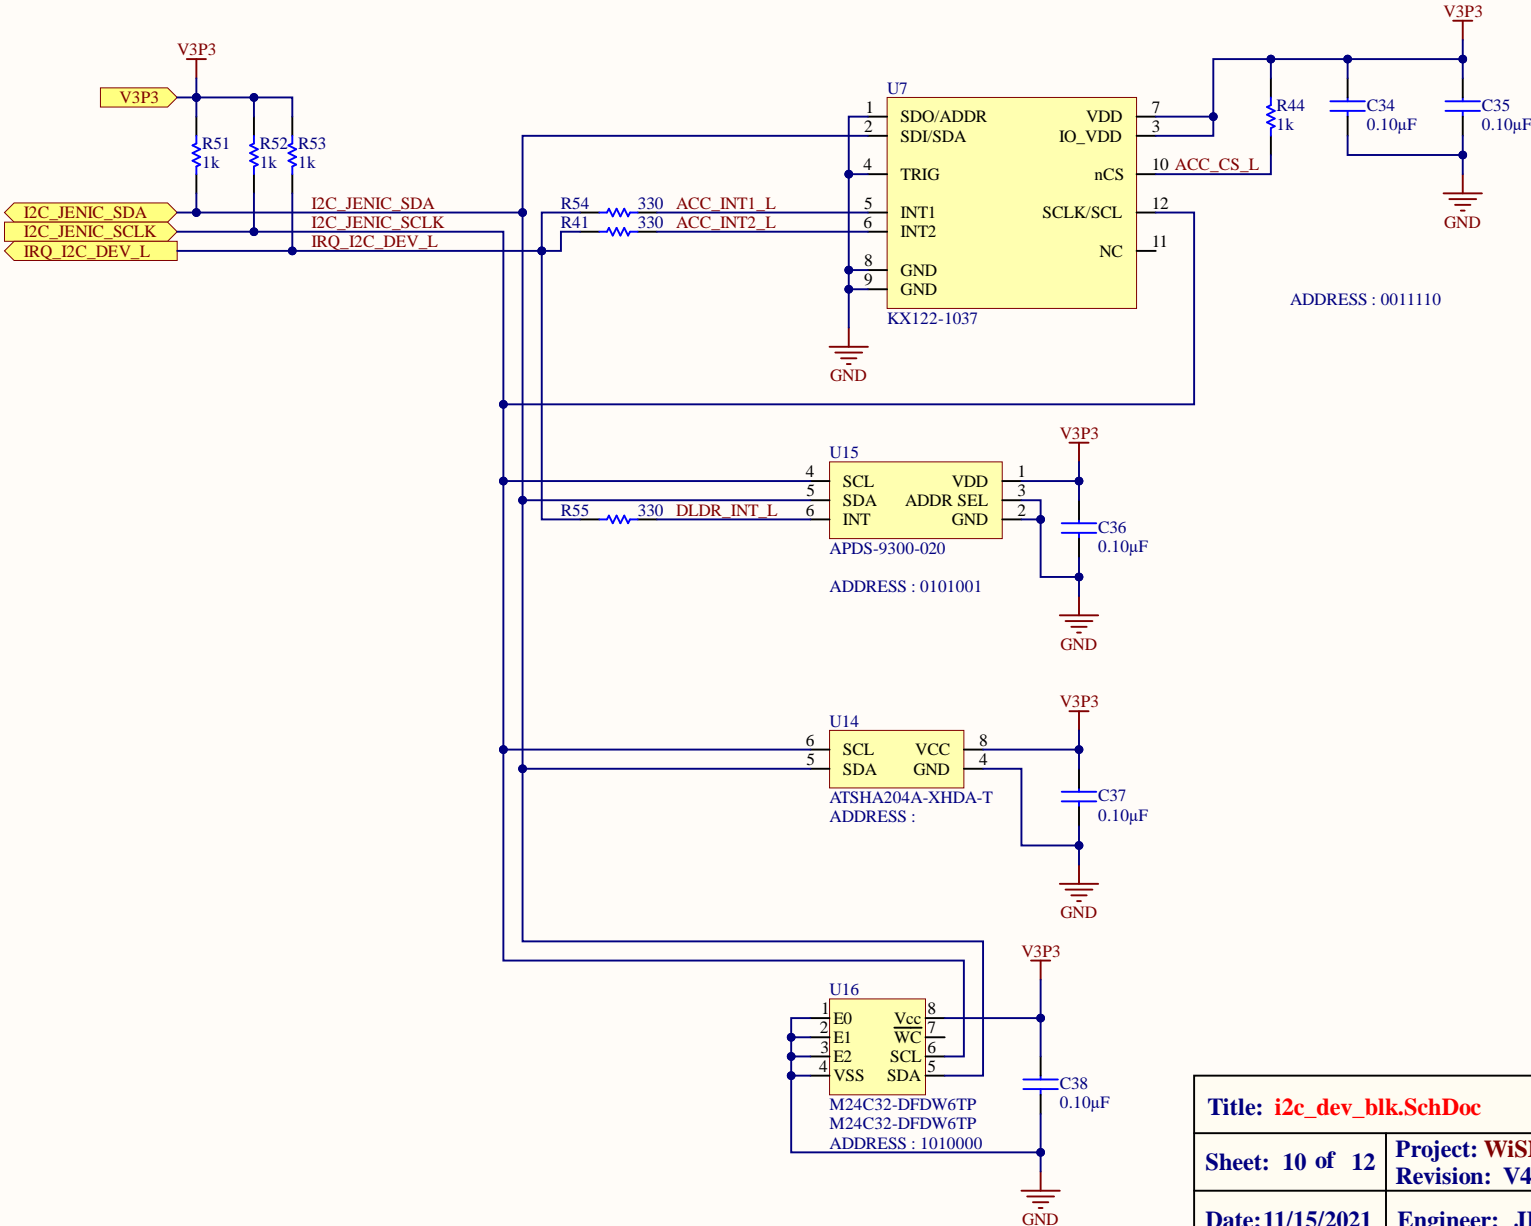 V3P3
V3P3
R51
1k
R52
1k
R53
1k
I2C_JENIC_SDA
I2C_JENIC_SCLK
IRQ_I2C_DEV_L
I2C_JENIC_SDA
I2C_JENIC_SCLK
IRQ_I2C_DEV_L
R54 330 ACC_INT1_L
R41 330 ACC_INT2_L
U7
1 SDO/ADDR
2 SDI/SDA
4 TRIG
5 INT1
6 INT2
8 GND
9 GND
VDD 7
IO_VDD 3
nCS 10 ACC_CS_L
SCLK/SCL 12
NC 11
KX122-1037
GND
V3P3
R44
1k
C34
0.10µF
C35
0.10µF
GND
ADDRESS : 0011110
U15
4 SCL
5 SDA
6 INT
VDD 1
ADDR SEL 3
GND 2
R55 330 DLDR_INT_L
APDS-9300-020
ADDRESS : 0101001
V3P3
C36
0.10µF
GND
U14
6 SCL
5 SDA
VCC 8
GND 4
ATSHA204A-XHDA-T
ADDRESS :
V3P3
C37
0.10µF
GND
U16
1 E0
2 E1
3 E2
4 VSS
Vcc 8
WC 7
SCL 6
SDA 5
M24C32-DFDW6TP
M24C32-DFDW6TP
ADDRESS : 1010000
V3P3
C38
0.10µF
GND
Title: i2c_dev_blk.SchDoc
Sheet: 10 of 12
Project:
Revision: V4
Date:11/15/2021
Engineer: